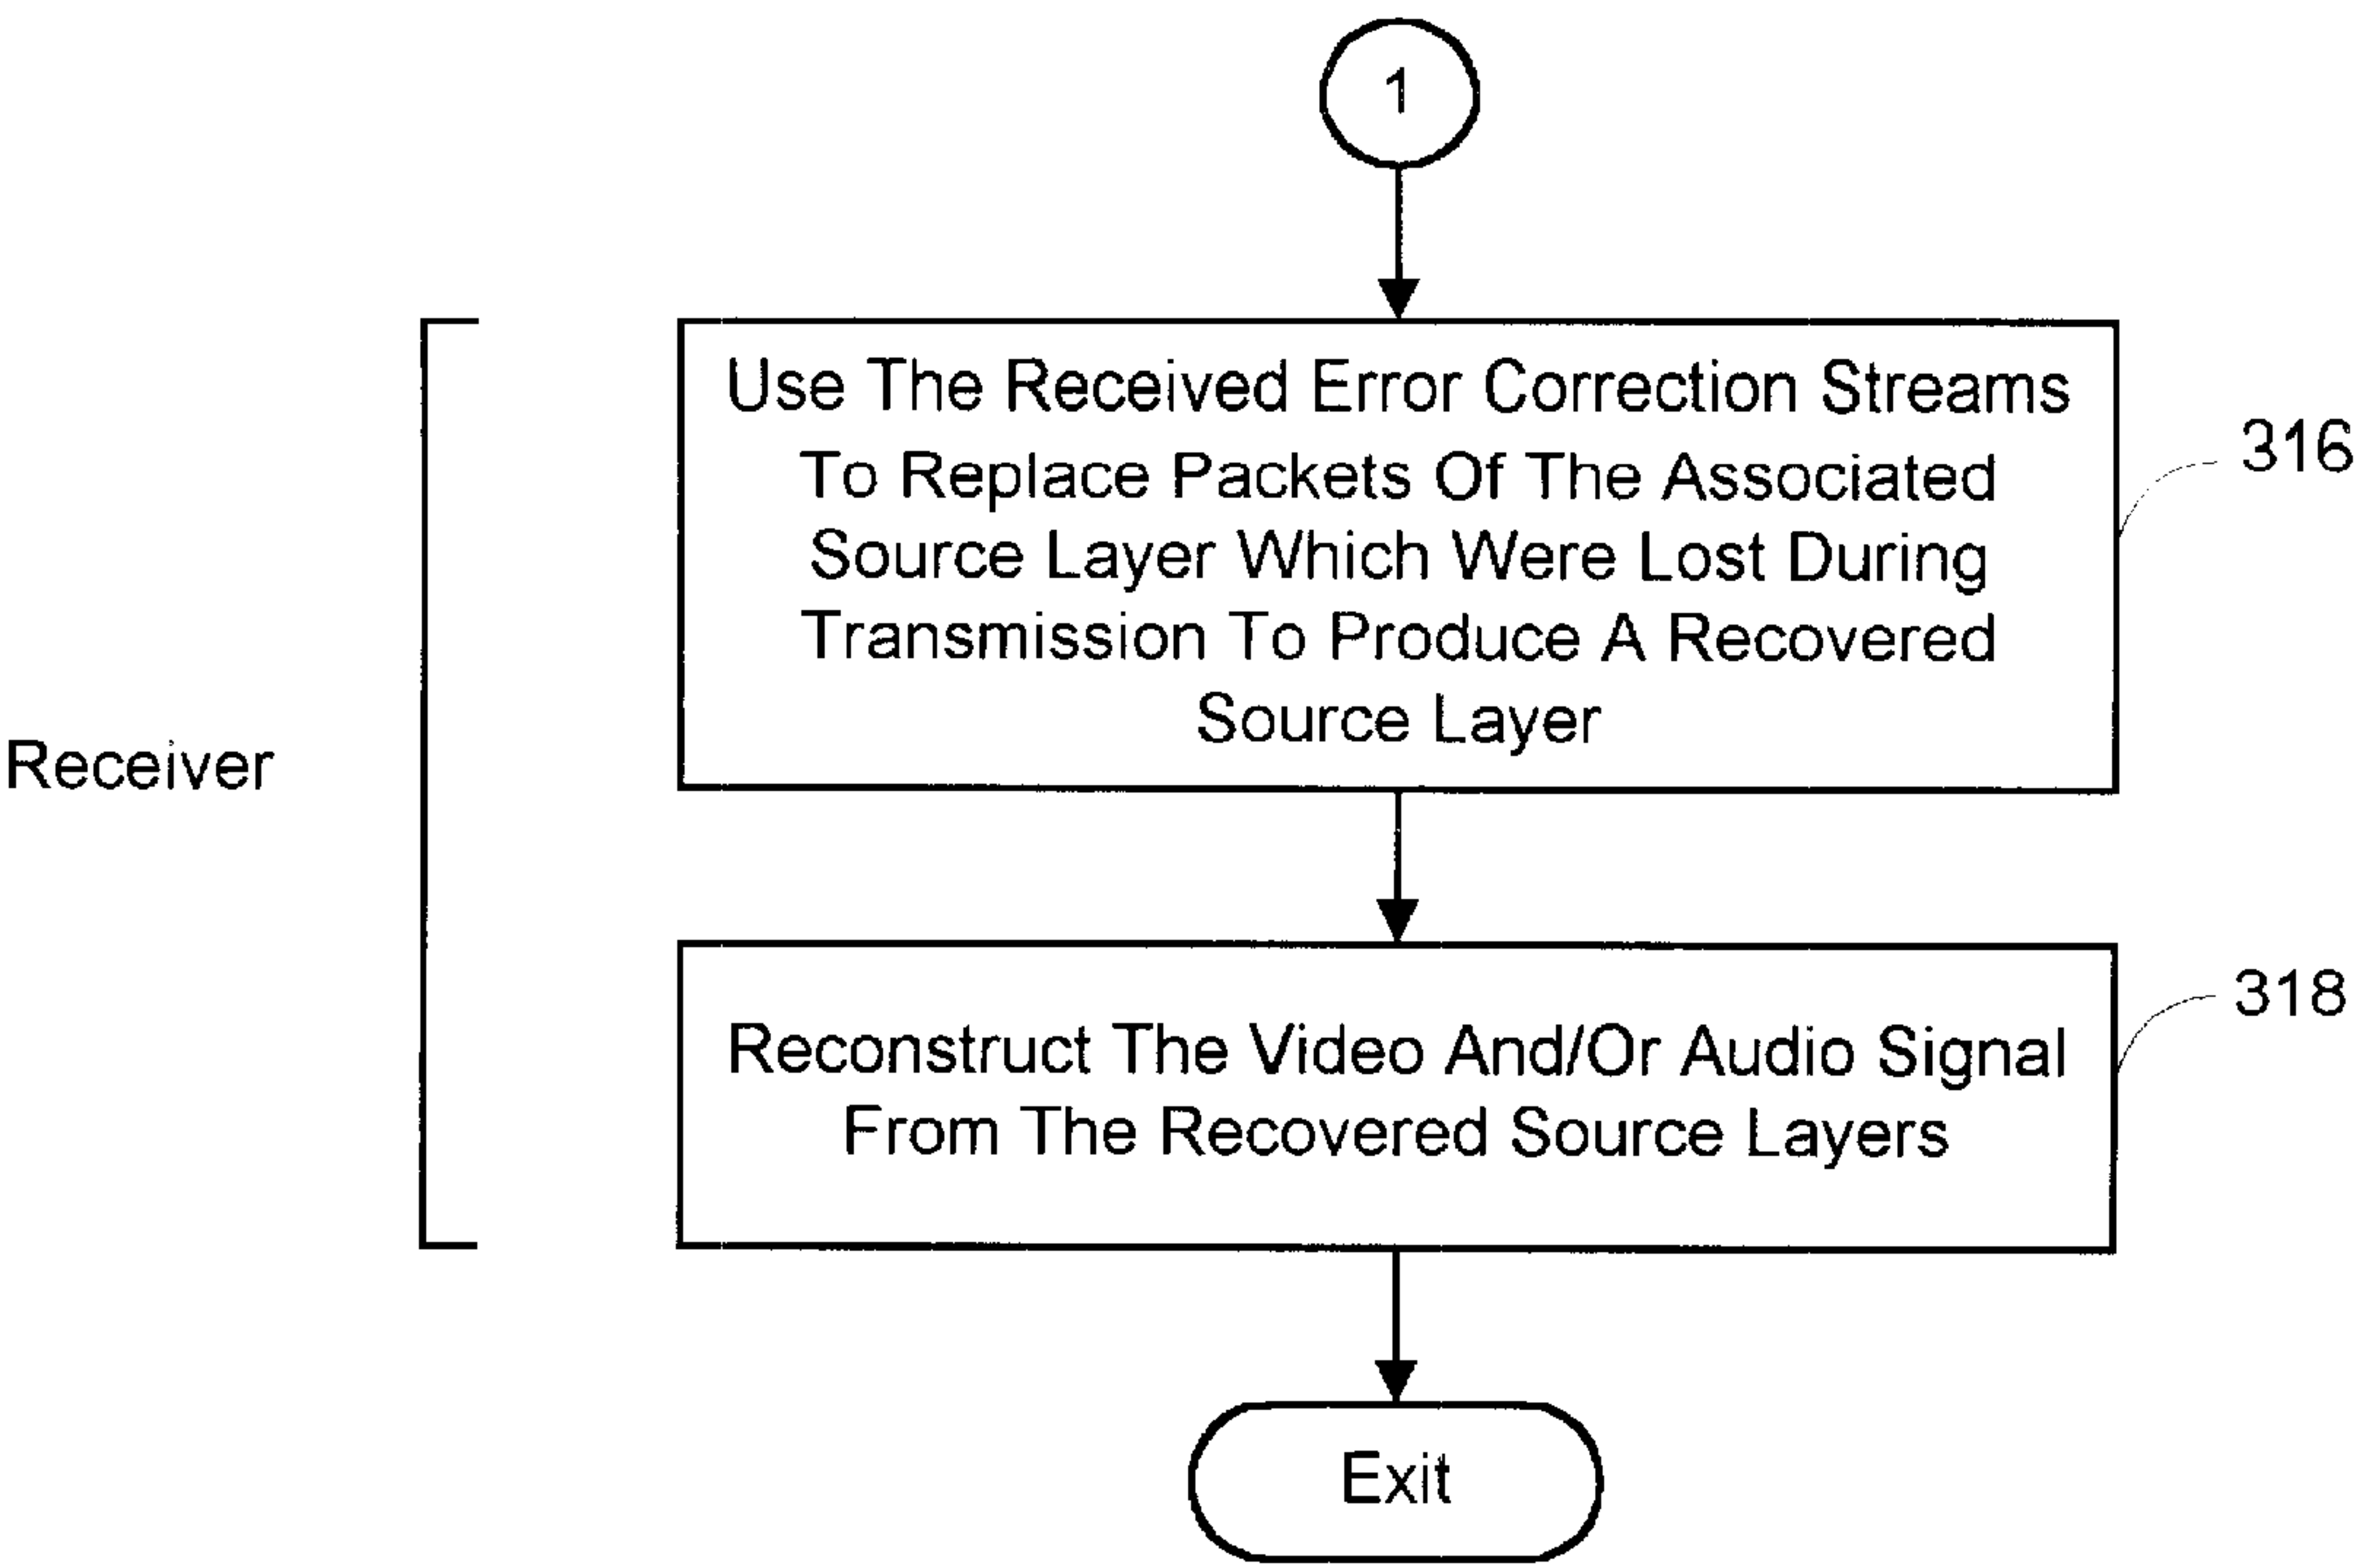 1
Use The Received Error Correction Streams
To Replace Packets Of The Associated
Source Layer Which Were Lost During
Transmission To Produce A Recovered
Source Layer
316
Receiver
Reconstruct The Video And/Or Audio Signal
From The Recovered Source Layers
318
Exit